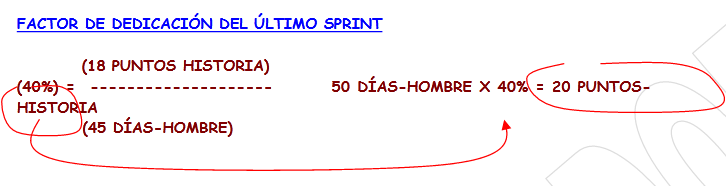 FACTOR DE DEDICACIÓN DEL ÚLTIMO SPRINT
(18 PUNTOS HISTORIA)
(40%) = -------------------- 50 DÍAS-HOMBRE X 40% = 20 PUNTOS-
HISTORIA
(45 DÍAS-HOMBRE)